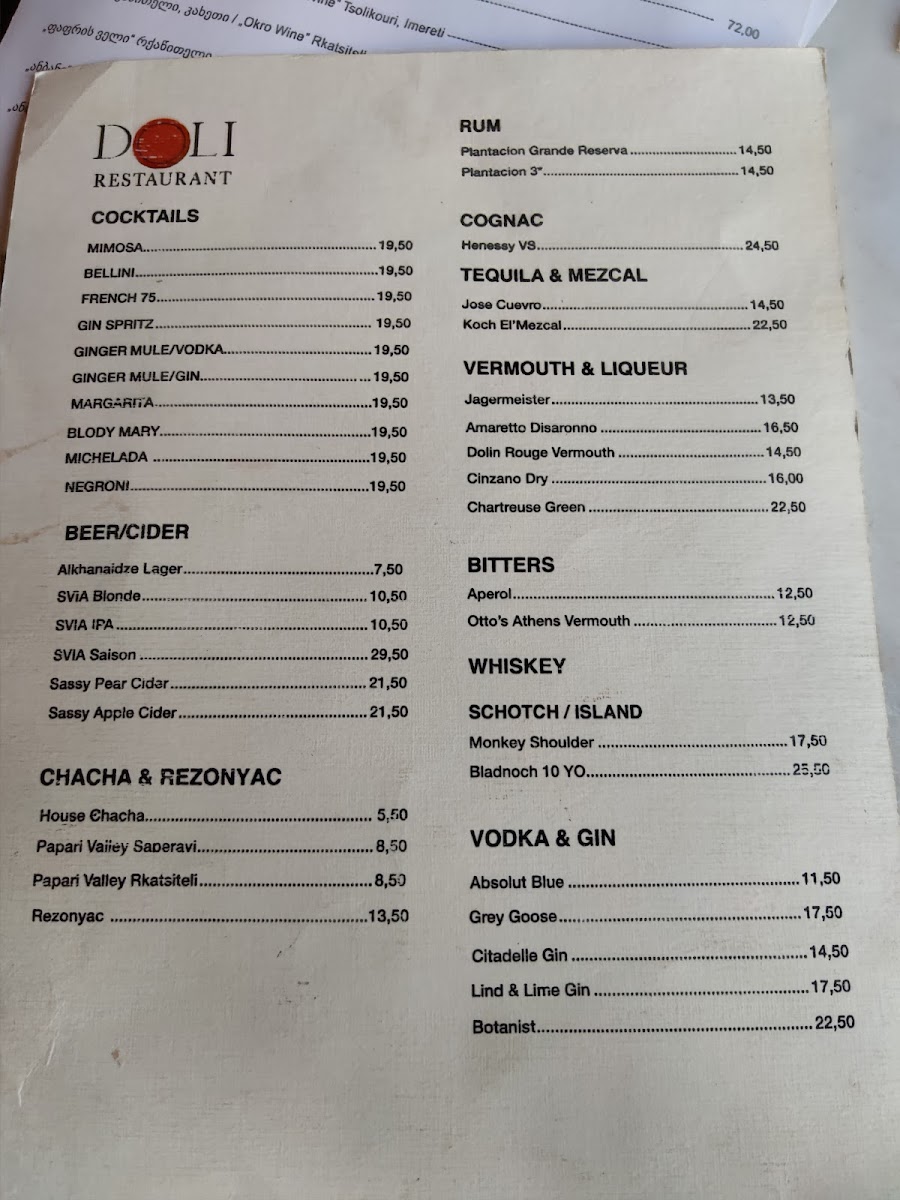 72,00
კახეთი / „Okro Wine“ Rkatsiteli
Tsolikouri, Imereti
„ფაფრის ველი“ რქაწითელი
DOLI
RESTAURANT
COCKTAILS
MIMOSA 19,50
BELLINI 19,50
FRENCH 75 19,50
GIN SPRITZ 19,50
GINGER MULE/VODKA 19,50
GINGER MULE/GIN 19,50
MARGARITA 19,50
BLODY MARY 19,50
MICHELADA 19,50
NEGRONI 19,50
BEER/CIDER
Alkhanaidze Lager 7,50
SViA Blonde 10,50
SVIA IPA 10,50
SVIA Saison 29,50
Sassy Pear Cider 21,50
Sassy Apple Cider 21,50
CHACHA & REZONYAC
House Chacha 5,50
Papari Valley Saperavi 8,50
Papari Valley Rkatsiteli 8,50
Rezonyac 13,50
RUM
Plantacion Grande Reserva 14,50
Plantacion 3" 14,50
COGNAC
Henessy VS 24,50
TEQUILA & MEZCAL
Jose Cuevro 14,50
Koch El'Mezcal 22,50
VERMOUTH & LIQUEUR
Jagermeister 13,50
Amaretto Disaronno 16,50
Dolin Rouge Vermouth 14,50
Cinzano Dry 16,00
Chartreuse Green 22,50
BITTERS
Aperol 12,50
Otto's Athens Vermouth 12,50
WHISKEY
SCHOTCH / ISLAND
Monkey Shoulder 17,50
Bladnoch 10 YO 25,50
VODKA & GIN
Absolut Blue 11,50
Grey Goose 17,50
Citadelle Gin 14,50
Lind & Lime Gin 17,50
Botanist 22,50